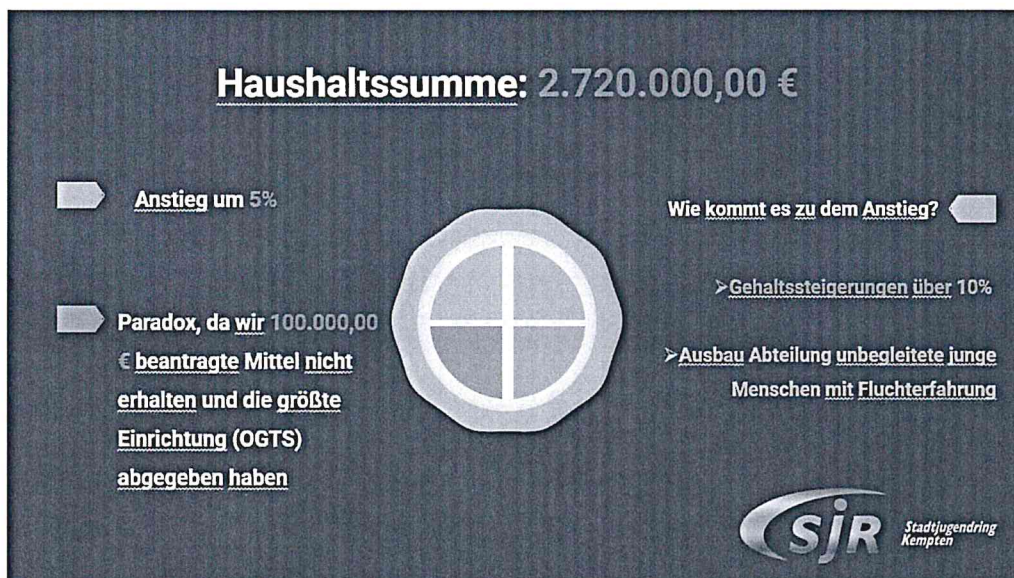 Haushaltssumme: 2.720.000,00 €
Anstieg um 5%
Paradox, da wir 100.000,00
€ beantragte Mittel nicht
erhalten und die größte
Einrichtung (OGTS)
abgegeben haben
Wie kommt es zu dem Anstieg?
➢Gehaltssteigerungen über 10%
➢Ausbau Abteilung unbegleitete junge
Menschen mit Fluchterfahrung
sjR Stadtjugendring
Kempten